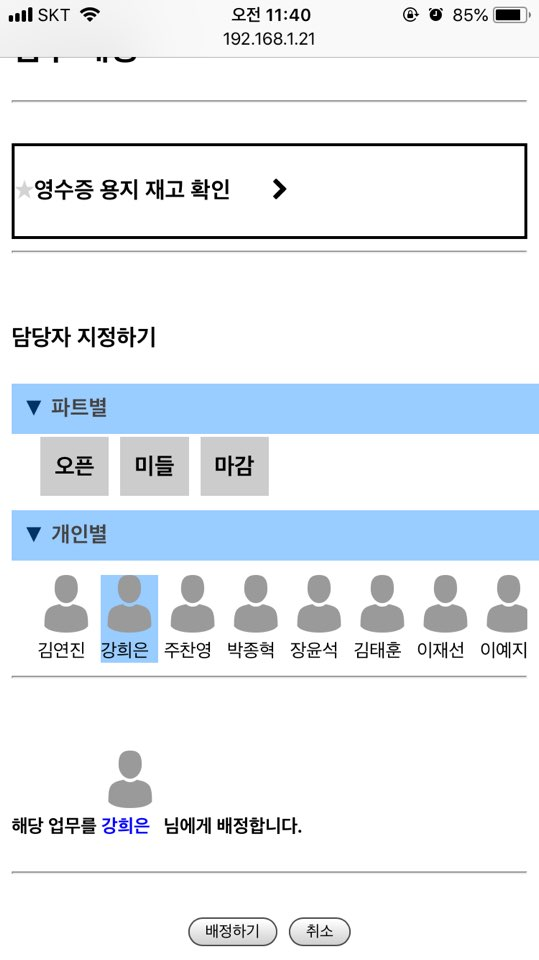 SKT 오전 11:40 85%
192.168.1.21
★영수증 용지 재고 확인
담당자 지정하기
▼ 파트별
오픈 미들 마감
▼ 개인별
김연진 강희은 주찬영 박종혁 장윤석 김태훈 이재선 이예지
해당 업무를 강희은 님에게 배정합니다.
배정하기 취소